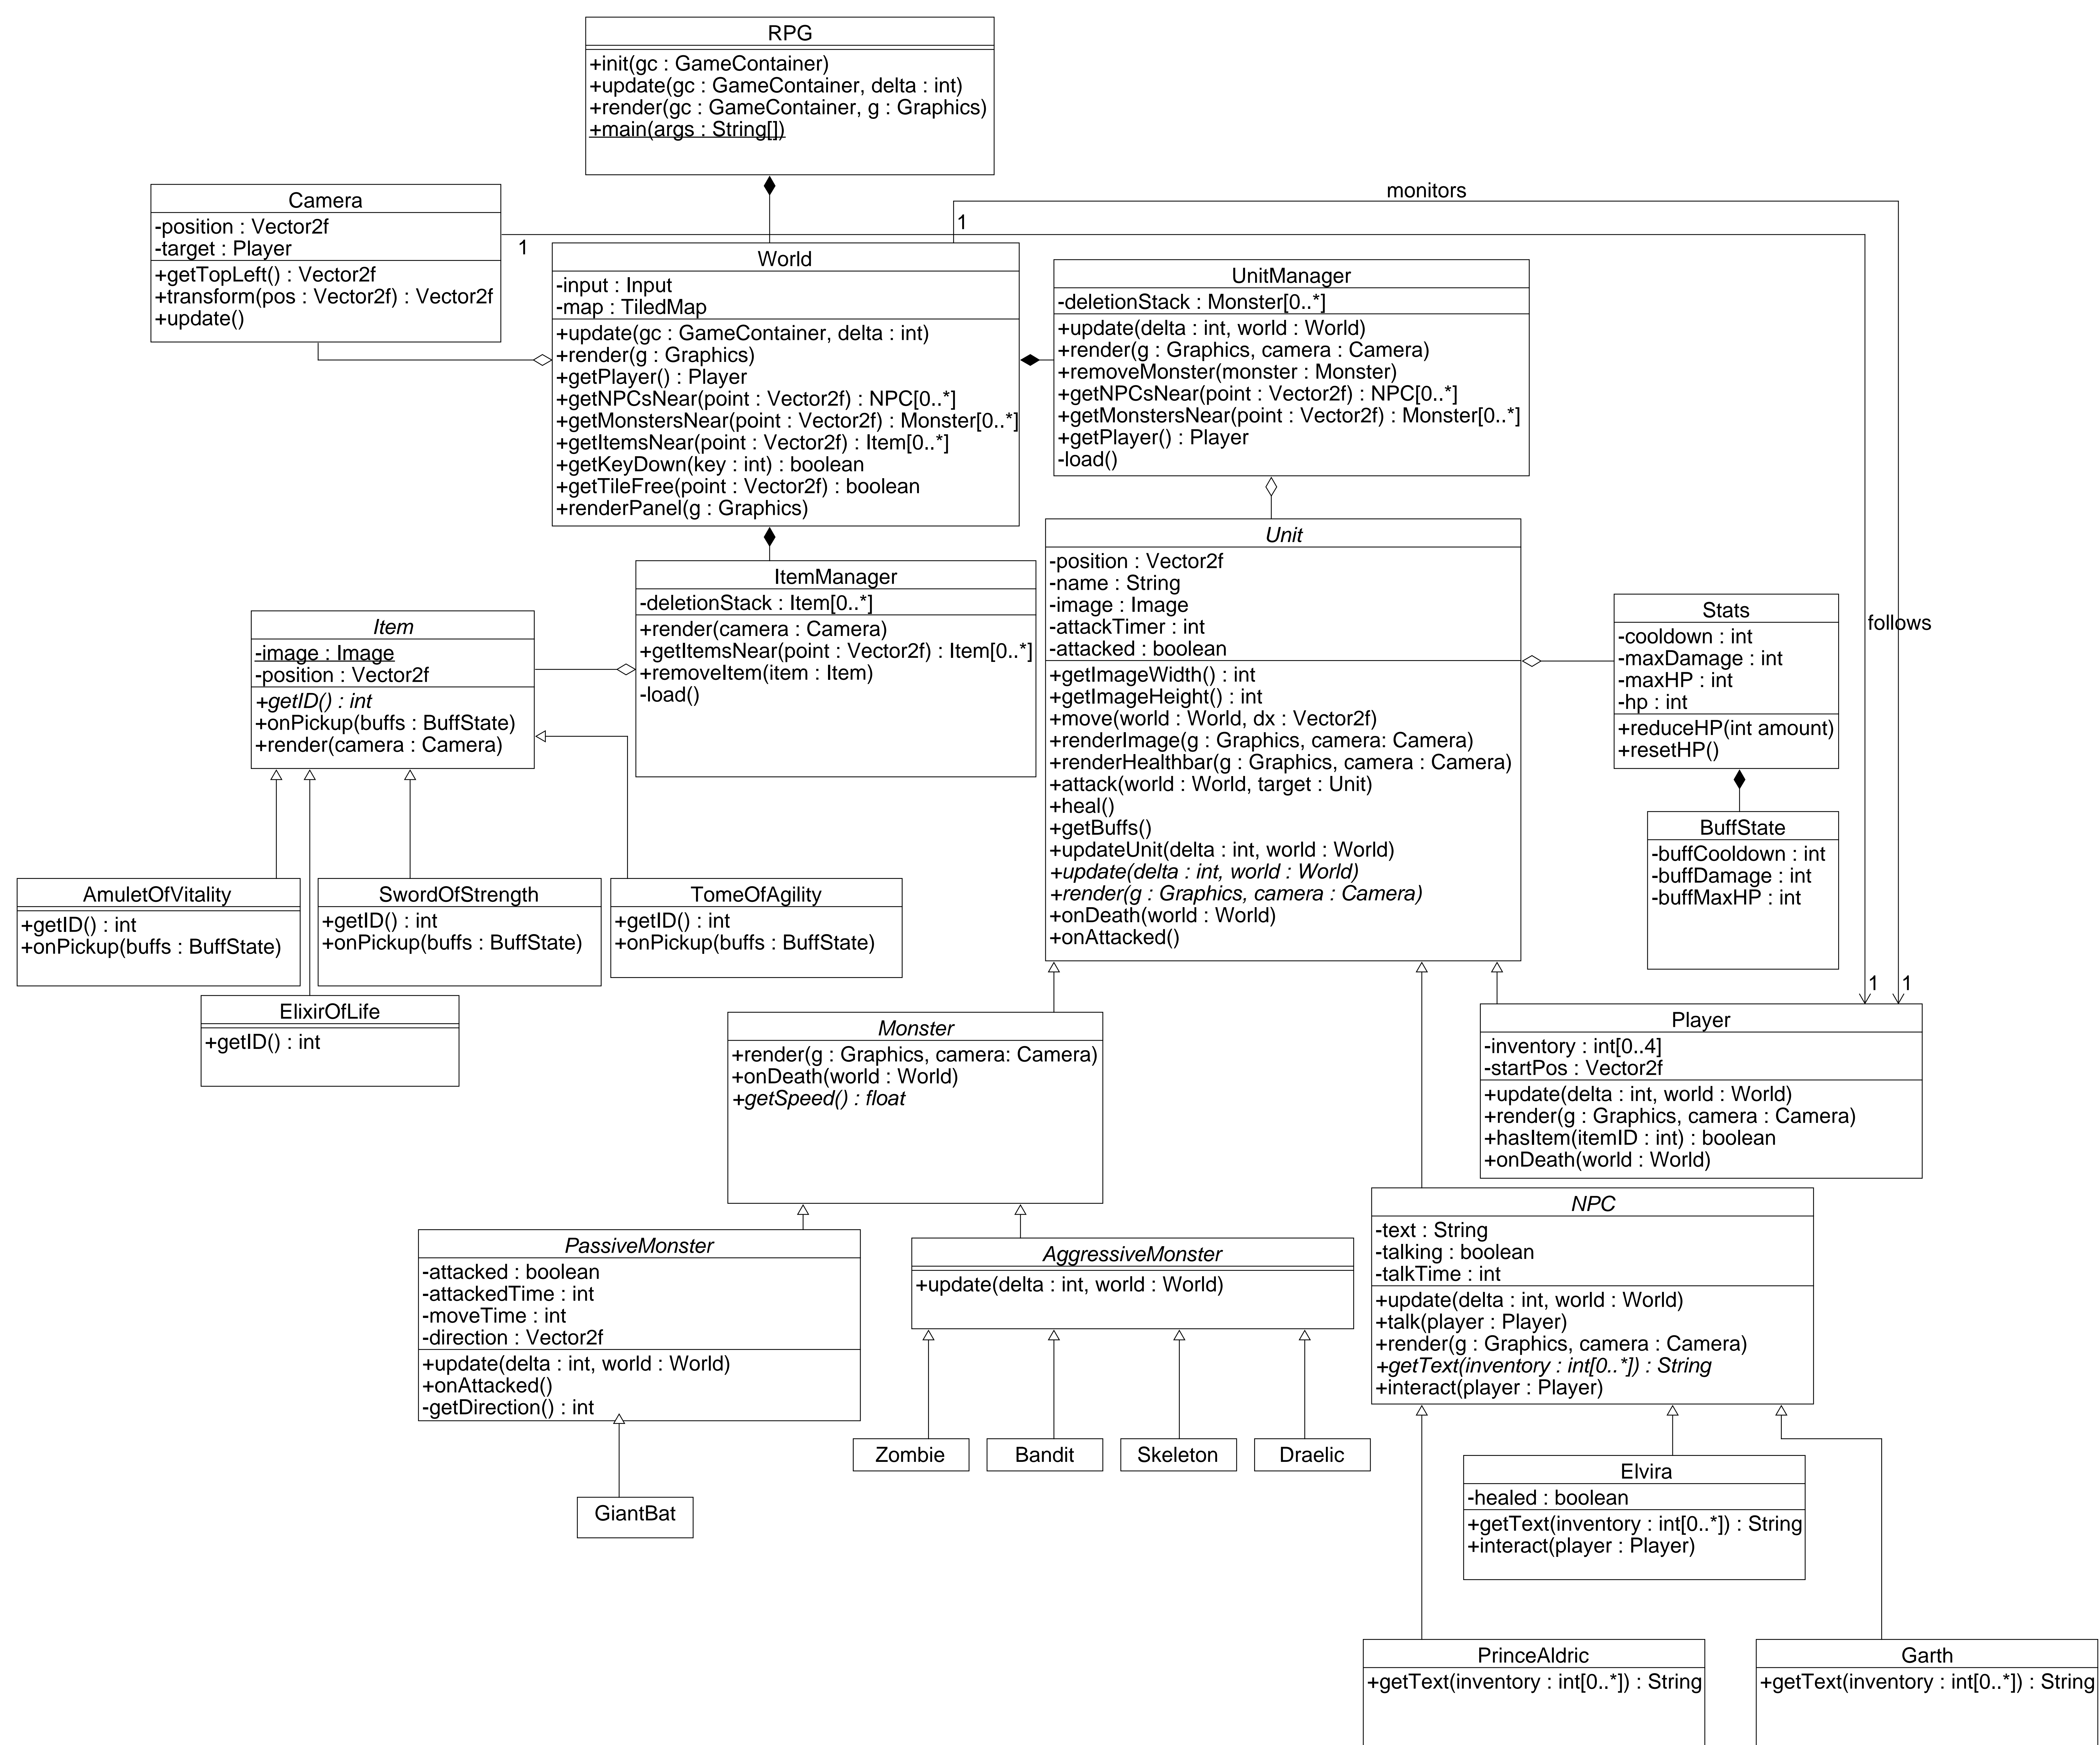 RPG
+init(gc : GameContainer)
+update(gc : GameContainer, delta : int)
+render(gc : GameContainer, g : Graphics)
+main(args : String[])
monitors
Camera
-position : Vector2f
-target : Player
+getTopLeft() : Vector2f
+transform(pos : Vector2f) : Vector2f
+update()
1
1
World
-input : Input
-map : TiledMap
+update(gc : GameContainer, delta : int)
+render(g : Graphics)
+getPlayer() : Player
+getNPCsNear(point : Vector2f) : NPC[0..*]
+getMonstersNear(point : Vector2f) : Monster[0..*]
+getItemsNear(point : Vector2f) : Item[0..*]
+getKeyDown(key : int) : boolean
+getTileFree(point : Vector2f) : boolean
+renderPanel(g : Graphics)
UnitManager
-deletionStack : Monster[0..*]
+update(delta : int, world : World)
+render(g : Graphics, camera : Camera)
+removeMonster(monster : Monster)
+getNPCsNear(point : Vector2f) : NPC[0..*]
+getMonstersNear(point : Vector2f) : Monster[0..*]
+getPlayer() : Player
-load()
ItemManager
-deletionStack : Item[0..*]
+render(camera : Camera)
+getItemsNear(point : Vector2f) : Item[0..*]
+removeItem(item : Item)
-load()
Item
-image : Image
-position : Vector2f
+getID() : int
+onPickup(buffs : BuffState)
+render(camera : Camera)
Unit
-position : Vector2f
-name : String
-image : Image
-attackTimer : int
-attacked : boolean
+getImageWidth() : int
+getImageHeight() : int
+move(world : World, dx : Vector2f)
+renderImage(g : Graphics, camera: Camera)
+renderHealthbar(g : Graphics, camera : Camera)
+attack(world : World, target : Unit)
+heal()
+getBuffs()
+updateUnit(delta : int, world : World)
+update(delta : int, world : World)
+render(g : Graphics, camera : Camera)
+onDeath(world : World)
+onAttacked()
Stats
-cooldown : int
-maxDamage : int
-maxHP : int
-hp : int
+reduceHP(int amount)
+resetHP()
follows
BuffState
-buffCooldown : int
-buffDamage : int
-buffMaxHP : int
AmuletOfVitality
+getID() : int
+onPickup(buffs : BuffState)
SwordOfStrength
+getID() : int
+onPickup(buffs : BuffState)
TomeOfAgility
+getID() : int
+onPickup(buffs : BuffState)
ElixirOfLife
+getID() : int
1
1
Monster
+render(g : Graphics, camera: Camera)
+onDeath(world : World)
+getSpeed() : float
Player
-inventory : int[0..4]
-startPos : Vector2f
+update(delta : int, world : World)
+render(g : Graphics, camera : Camera)
+hasItem(itemID : int) : boolean
+onDeath(world : World)
PassiveMonster
-attacked : boolean
-attackedTime : int
-moveTime : int
-direction : Vector2f
+update(delta : int, world : World)
+onAttacked()
-getDirection() : int
AggressiveMonster
+update(delta : int, world : World)
NPC
-text : String
-talking : boolean
-talkTime : int
+update(delta : int, world : World)
+talk(player : Player)
+render(g : Graphics, camera : Camera)
+getText(inventory : int[0..*]) : String
+interact(player : Player)
Zombie
Bandit
Skeleton
Draelic
GiantBat
Elvira
-healed : boolean
+getText(inventory : int[0..*]) : String
+interact(player : Player)
PrinceAldric
+getText(inventory : int[0..*]) : String
Garth
+getText(inventory : int[0..*]) : String